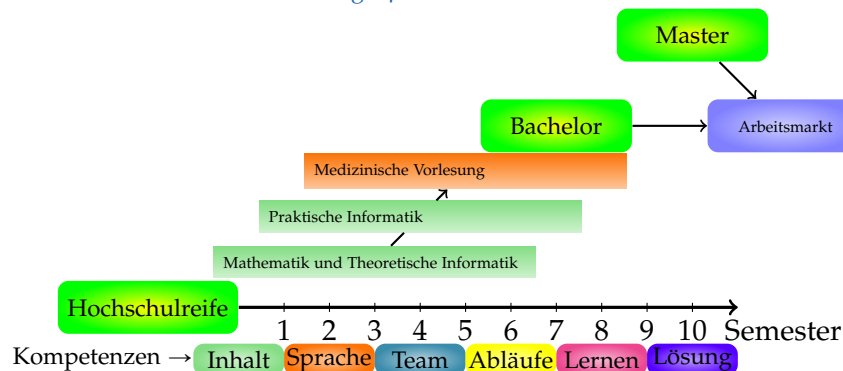 Master
Bachelor
Arbeitsmarkt
Medizinische Vorlesung
Praktische Informatik
Mathematik und Theoretische Informatik
Hochschulreife
1 2 3 4 5 6 7 8 9 10 Semester
Kompetenzen → Inhalt Sprache Team Abläufe Lernen Lösung